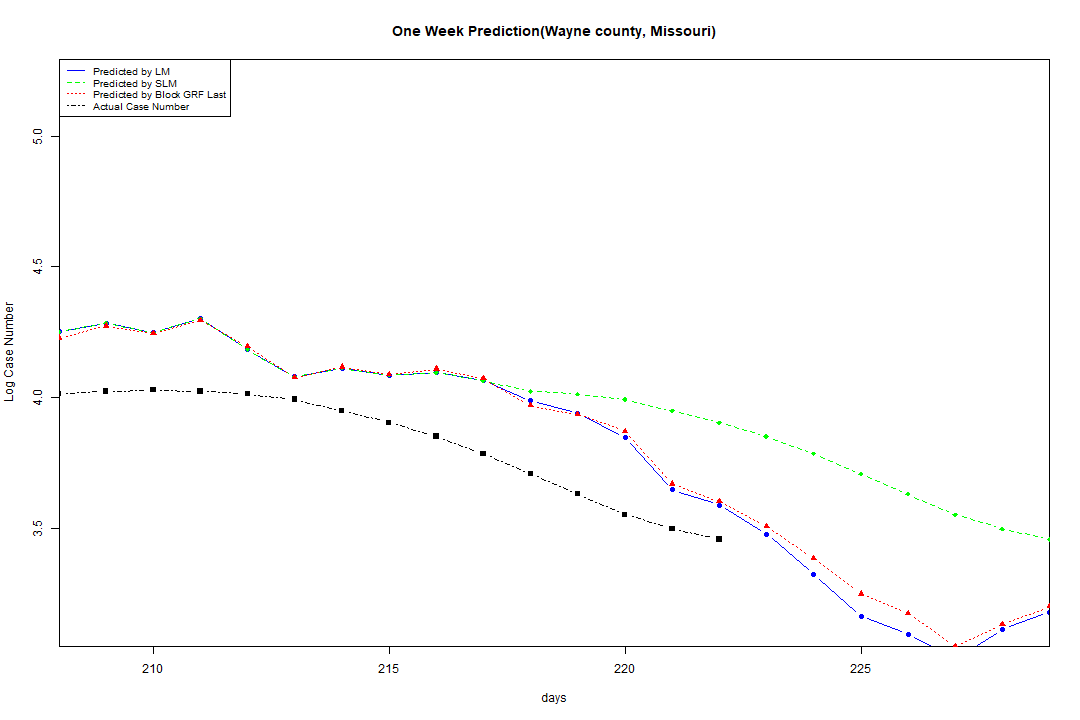 One Week Prediction(Wayne county, Missouri)
Predicted by LM
Predicted by SLM
Predicted by Block GRF Last
Actual Case Number
5.0
4.5
4.0
3.5
Log Case Number
210 215 220 225
days